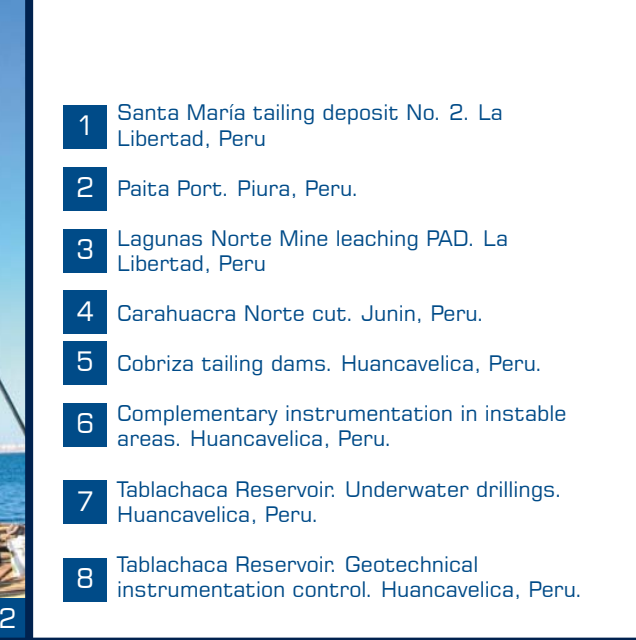 1
Santa María tailing deposit No. 2. La
Libertad, Peru
2
Paita Port. Piura, Peru.
3
Lagunas Norte Mine leaching PAD. La
Libertad, Peru
4
Carahuacra Norte cut. Junin, Peru.
5
Cobriza tailing dams. Huancavelica, Peru.
6
Complementary instrumentation in instable
areas. Huancavelica, Peru.
7
Tablachaca Reservoir. Underwater drillings.
Huancavelica, Peru.
8
Tablachaca Reservoir. Geotechnical
instrumentation control. Huancavelica, Peru.
2